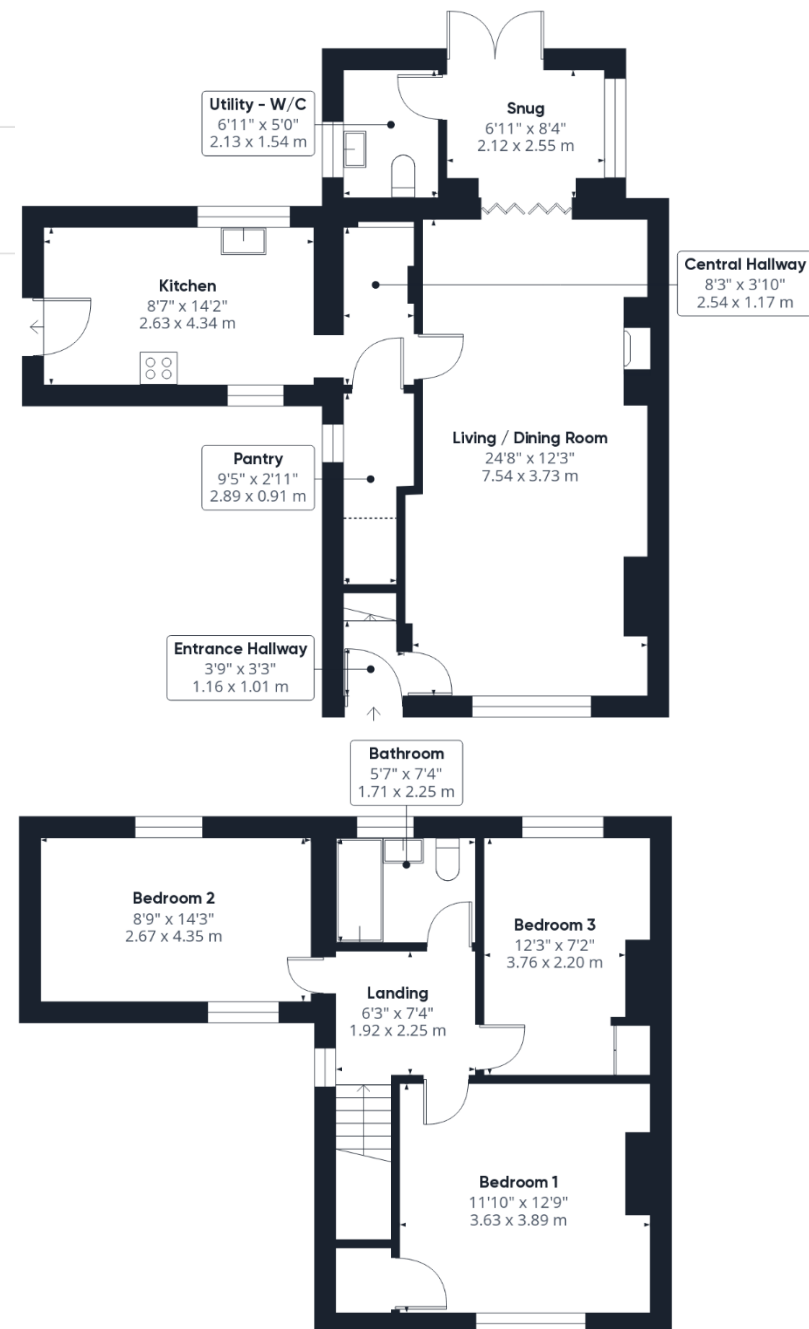 Utility - W/C
6'11" x 5'0"
2.13 x 1.54 m
Snug
6'11" x 8'4"
2.12 x 2.55 m
Kitchen
8'7" x 14'2"
2.63 x 4.34 m
Central Hallway
8'3" x 3'10"
2.54 x 1.17 m
Living / Dining Room
24'8" x 12'3"
7.54 x 3.73 m
Pantry
9'5" x 2'11"
2.89 x 0.91 m
Entrance Hallway
3'9" x 3'3"
1.16 x 1.01 m
Bathroom
5'7" x 7'4"
1.71 x 2.25 m
Bedroom 2
8'9" x 14'3"
2.67 x 4.35 m
Bedroom 3
12'3" x 7'2"
3.76 x 2.20 m
Landing
6'3" x 7'4"
1.92 x 2.25 m
Bedroom 1
11'10" x 12'9"
3.63 x 3.89 m